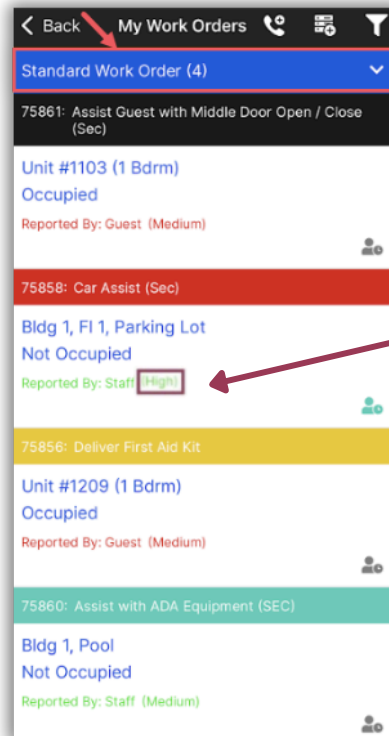 Back My Work Orders
Standard Work Order (4)
75861: Assist Guest with Middle Door Open / Close
(Sec)
Unit #1103 (1 Bdrm)
Occupied
Reported By: Guest (Medium)
75858: Car Assist (Sec)
Bldg 1, Fl 1, Parking Lot
Not Occupied
Reported By: Staff (High)
75856: Deliver First Aid Kit
Unit #1209 (1 Bdrm)
Occupied
Reported By: Guest (Medium)
75860: Assist with ADA Equipment (SEC)
Bldg 1, Pool
Not Occupied
Reported By: Staff (Medium)